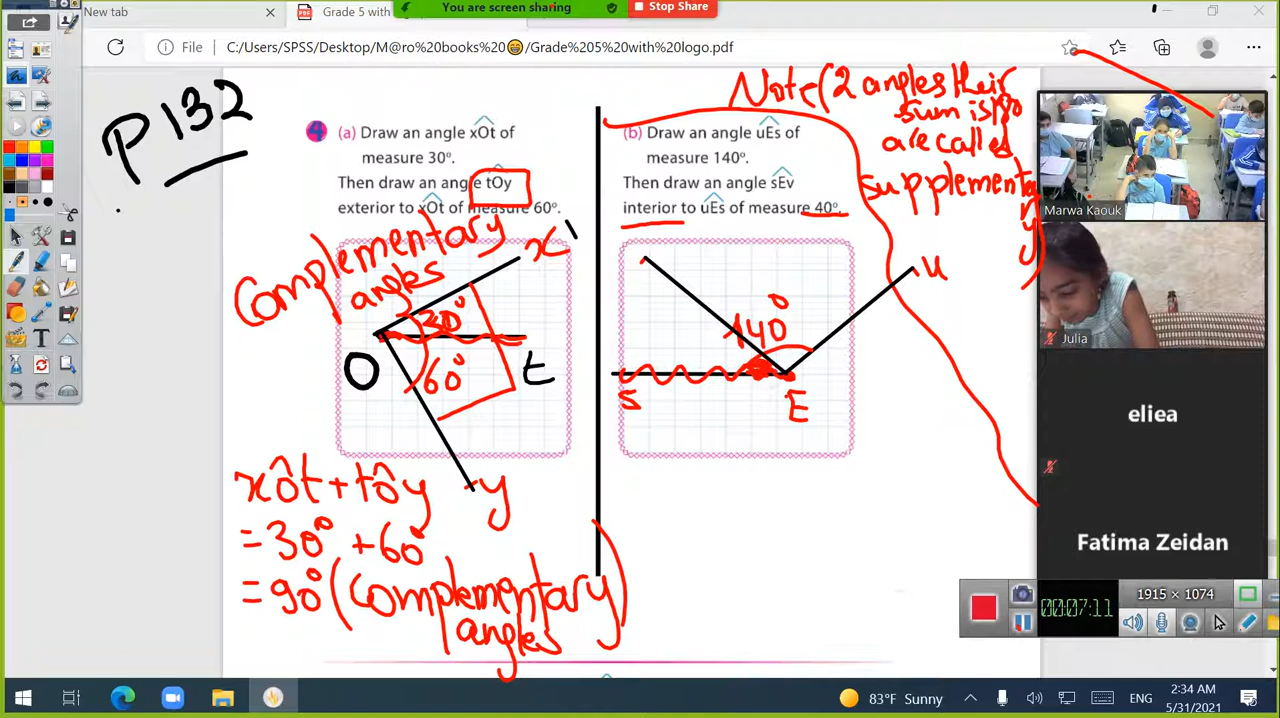 New tab
Grade 5 with
You are screen sharing
Stop Share
File
C:/Users/SPSS/Desktop/M@ro%20books%20😄/Grade%205%20with%20logo.pdf
P132
4 (a) Draw an angle xOt of
measure 30°.
Then draw an angle tOy
exterior to xOt of measure 60°.
Complementary
angles
x
30°
60°
O
t
y
xÔt + tÔy
= 30° + 60°
= 90° (Complementary
angles
(b) Draw an angle uEs of
measure 140°.
Then draw an angle sEv
interior to uEs of measure 40°.
Note (2 angles their
sum is 180
are called
supplementary)
140°
u
S
E
Marwa Kaouk
Julia
eliea
Fatima Zeidan
1915 × 1074
00:07:11
83°F Sunny
ENG
2:34 AM
5/31/2021